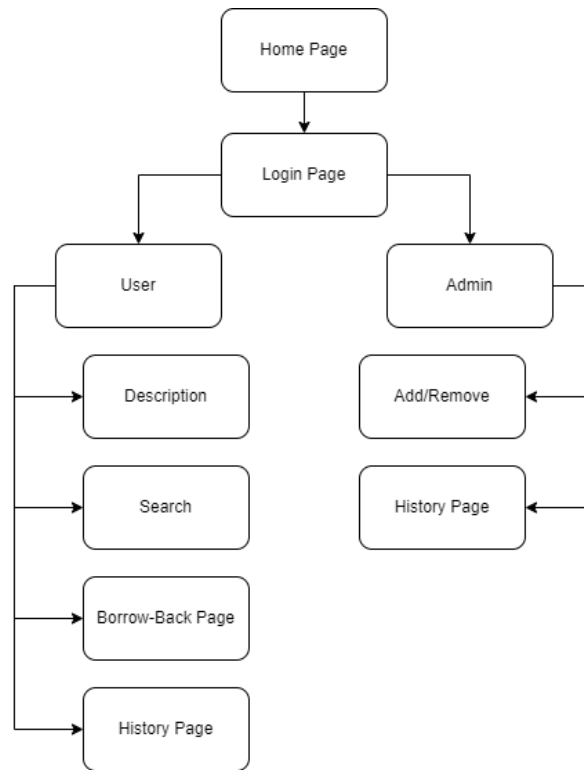 Home Page
Login Page
User
Admin
Description
Add/Remove
Search
History Page
Borrow-Back Page
History Page